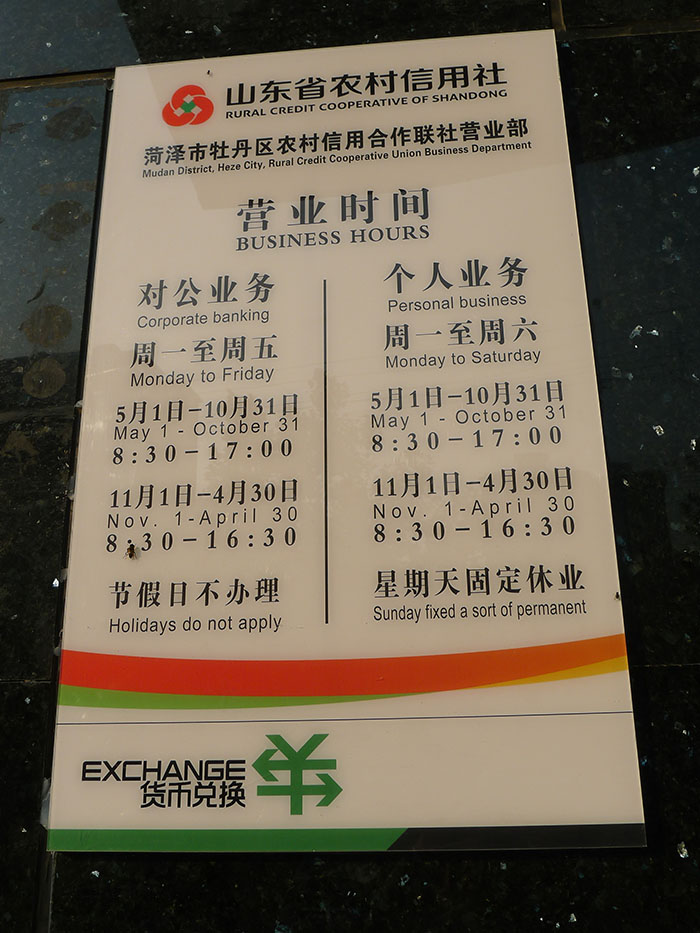 山东省农村信用社
RURAL CREDIT COOPERATIVE OF SHANDONG
菏泽市牡丹区农村信用合作联社营业部
Mudan District, Heze City, Rural Credit Cooperative Union Business Department
营业时间
BUSINESS HOURS
对公业务
Corporate banking
周一至周五
Monday to Friday
5月1日-10月31日
May 1 - October 31
8:30-17:00
11月1日-4月30日
Nov. 1-April 30
8:30-16:30
节假日不办理
Holidays do not apply
个人业务
Personal business
周一至周六
Monday to Saturday
5月1日-10月31日
May 1 - October 31
8:30-17:00
11月1日-4月30日
Nov. 1-April 30
8:30-16:30
星期天固定休业
Sunday fixed a sort of permanent
EXCHANGE
货币兑换